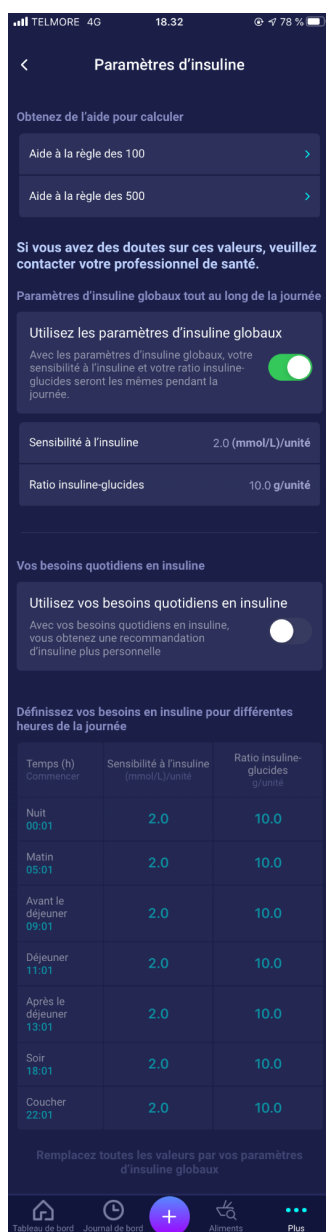 TELMORE 4G 18.32 78 %
Paramètres d'insuline
Obtenez de l'aide pour calculer
Aide à la règle des 100
Aide à la règle des 500
Si vous avez des doutes sur ces valeurs, veuillez
contacter votre professionnel de santé.
Paramètres d'insuline globaux tout au long de la journée
Utilisez les paramètres d'insuline globaux
Avec les paramètres d'insuline globaux, votre
sensibilité à l'insuline et votre ratio insuline-
glucides seront les mêmes pendant la
journée.
Sensibilité à l'insuline 2.0 (mmol/L)/unité
Ratio insuline-glucides 10.0 g/unité
Vos besoins quotidiens en insuline
Utilisez vos besoins quotidiens en insuline
Avec vos besoins quotidiens en insuline,
vous obtenez une recommandation
d'insuline plus personnelle
Définissez vos besoins en insuline pour différentes
heures de la journée
Temps (h) Sensibilité à l'insuline Ratio insuline-
Commencer (mmol/L)/unité glucides
g/unité
Nuit
00:01 2.0 10.0
Matin
05:01 2.0 10.0
Avant le
déjeuner 2.0 10.0
09:01
Déjeuner
11:01 2.0 10.0
Après le
déjeuner 2.0 10.0
13:01
Soir
18:01 2.0 10.0
Coucher
22:01 2.0 10.0
Remplacez toutes les valeurs par vos paramètres
d'insuline globaux
Tableau de bord Journal de bord Aliments Plus